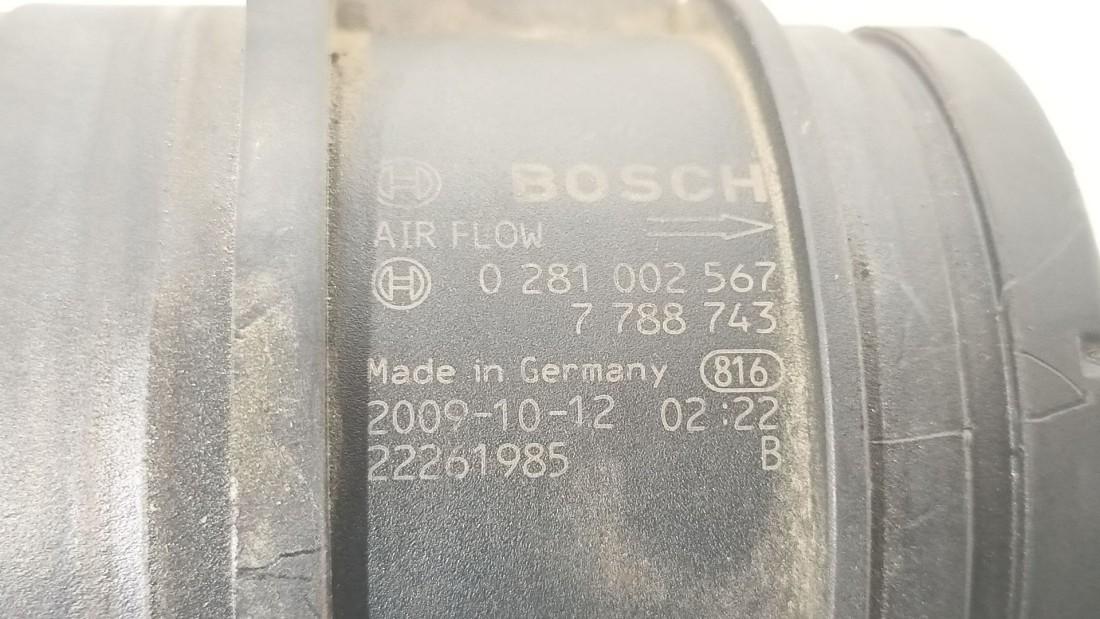 BOSCH
AIR FLOW
0 281 002 567
7 788 743
Made in Germany 816
2009-10-12 02:22
22261985 B